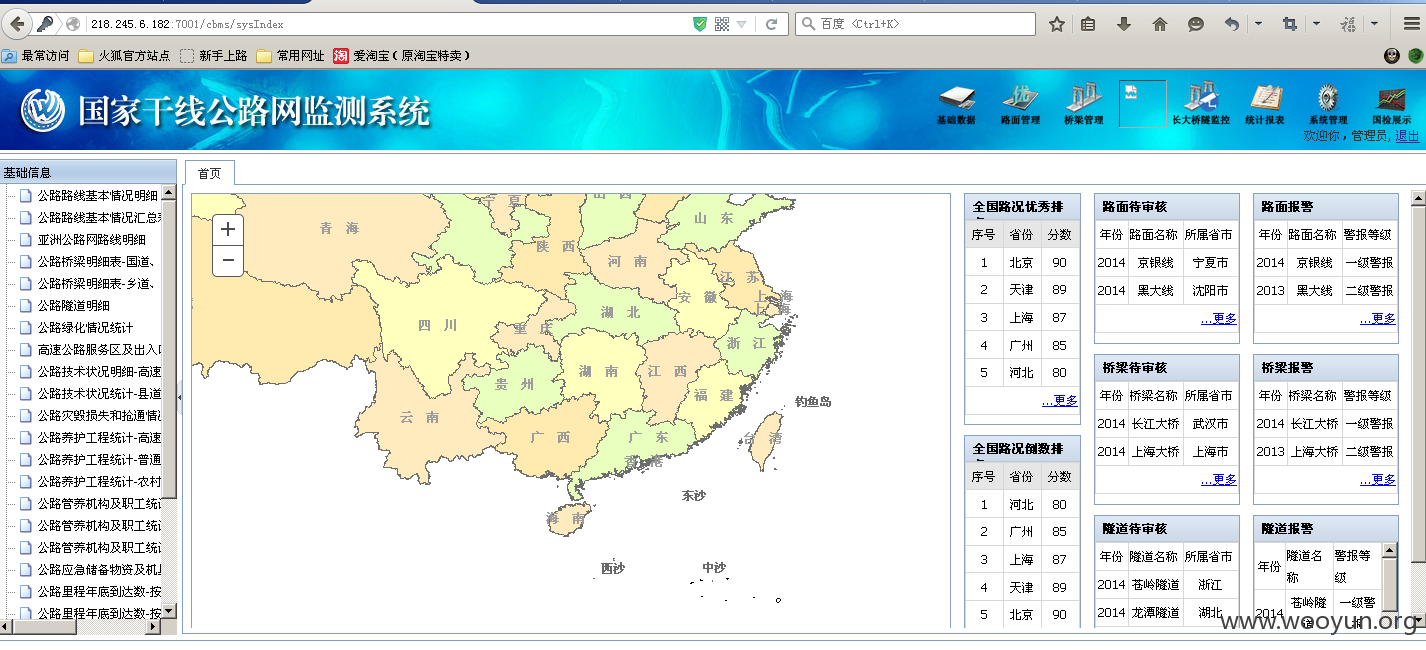 218.245.6.182:7001/cbms/sysIndex
百度 <Ctrl+K>
最常访问 火狐官方站点 新手上路 常用网址 淘 爱淘宝（原淘宝特卖）
国家干线公路网监测系统
基础数据 路面管理 桥梁管理 长大桥隧监控 统计报表 系统管理 国检展示
欢迎你，管理员, 退出
基础信息
公路路线基本情况明细
公路路线基本情况汇总
亚洲公路网路线明细
公路桥梁明细表-国道、
公路桥梁明细表-乡道、
公路隧道明细
公路绿化情况统计
高速公路服务区及出入口
公路技术状况明细-高速
公路技术状况统计-县道
公路灾毁损失和抢通情况
公路养护工程统计-高速
公路养护工程统计-普通
公路养护工程统计-农村
公路管养机构及职工统计
公路管养机构及职工统计
公路管养机构及职工统计
公路应急储备物资及机
公路里程年底到达数-按
公路里程年底到达数-按
首页
+
−
宁 夏
山 西
山 东
青 海
陕 西
河 南
江 苏
安 徽
上 海
上 海
湖 北
四 川
重 庆
浙 江
湖 南
江 西
贵 州
福 建
钓鱼岛
云 南
广 西
广 东
台 湾
香 港
东沙
海 南
西沙
中沙
全国路况优秀排
序号 省份 分数
1 北京 90
2 天津 89
3 上海 87
4 广州 85
5 河北 80
...更多
全国路况倒数排
序号 省份 分数
1 河北 80
2 广州 85
3 上海 87
4 天津 89
5 北京 90
路面待审核
年份 路面名称 所属省市
2014 京银线 宁夏市
2014 黑大线 沈阳市
...更多
桥梁待审核
年份 桥梁名称 所属省市
2014 长江大桥 武汉市
2014 上海大桥 上海市
...更多
隧道待审核
年份 隧道名称 所属省市
2014 苍岭隧道 浙江
2014 龙潭隧道 湖北
路面报警
年份 路面名称 警报等级
2014 京银线 一级警报
2013 黑大线 二级警报
...更多
桥梁报警
年份 桥梁名称 警报等级
2014 长江大桥 一级警报
2013 上海大桥 二级警报
...更多
隧道报警
年份 隧道名称 警报等级
2014 苍岭隧道 一级警报
www.wooyun.org